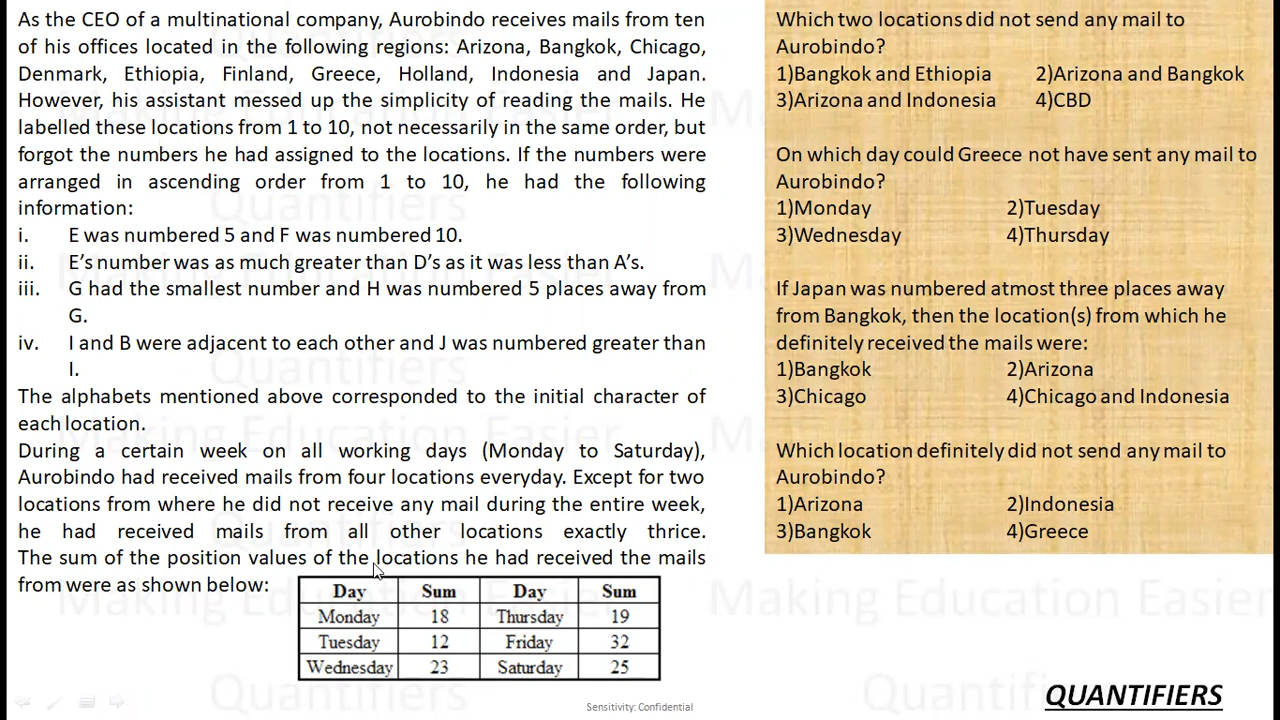 As the CEO of a multinational company, Aurobindo receives mails from ten
of his offices located in the following regions: Arizona, Bangkok, Chicago,
Denmark, Ethiopia, Finland, Greece, Holland, Indonesia and Japan.
However, his assistant messed up the simplicity of reading the mails. He
labelled these locations from 1 to 10, not necessarily in the same order, but
forgot the numbers he had assigned to the locations. If the numbers were
arranged in ascending order from 1 to 10, he had the following
information:
i. E was numbered 5 and F was numbered 10.
ii. E's number was as much greater than D's as it was less than A's.
iii. G had the smallest number and H was numbered 5 places away from
G.
iv. I and B were adjacent to each other and J was numbered greater than
I.
The alphabets mentioned above corresponded to the initial character of
each location.
During a certain week on all working days (Monday to Saturday),
Aurobindo had received mails from four locations everyday. Except for two
locations from where he did not receive any mail during the entire week,
he had received mails from all other locations exactly thrice.
The sum of the position values of the locations he had received the mails
from were as shown below:
Day Sum Day Sum
Monday 18 Thursday 19
Tuesday 12 Friday 32
Wednesday 23 Saturday 25
Which two locations did not send any mail to
Aurobindo?
1)Bangkok and Ethiopia 2)Arizona and Bangkok
3)Arizona and Indonesia 4)CBD
On which day could Greece not have sent any mail to
Aurobindo?
1)Monday 2)Tuesday
3)Wednesday 4)Thursday
If Japan was numbered atmost three places away
from Bangkok, then the location(s) from which he
definitely received the mails were:
1)Bangkok 2)Arizona
3)Chicago 4)Chicago and Indonesia
Which location definitely did not send any mail to
Aurobindo?
1)Arizona 2)Indonesia
3)Bangkok 4)Greece
Sensitivity: Confidential
QUANTIFIERS
Making Education Easier
Quantifiers